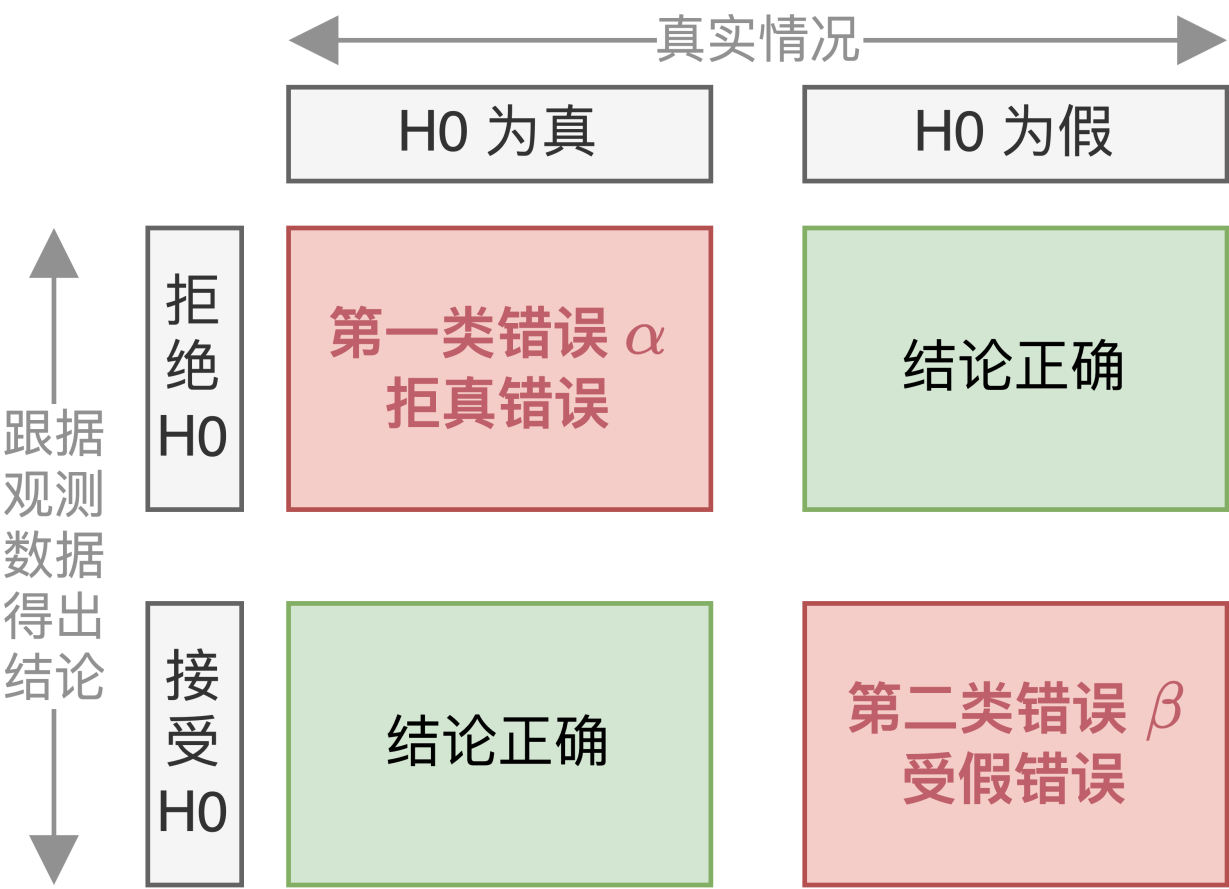 真实情况
H0 为真
H0 为假
跟据
观测
数据
得出
结论
拒
绝
H0
第一类错误 α
拒真错误
结论正确
接
受
H0
结论正确
第二类错误 β
受假错误